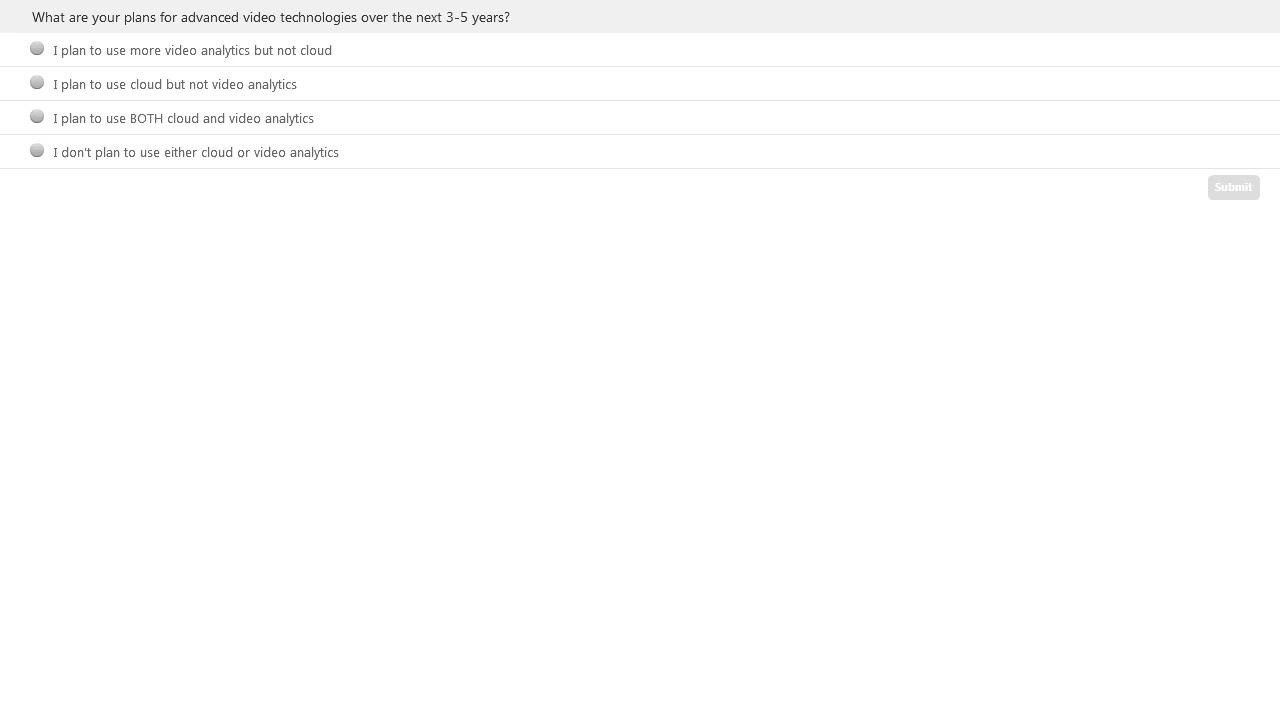 What are your plans for advanced video technologies over the next 3-5 years?
I plan to use more video analytics but not cloud
I plan to use cloud but not video analytics
I plan to use BOTH cloud and video analytics
I don't plan to use either cloud or video analytics
Submit